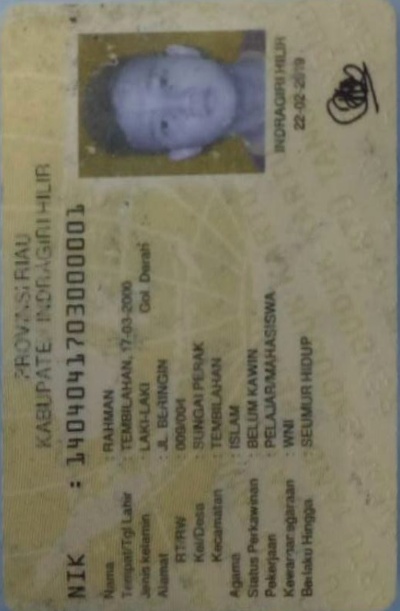 PROVINSI RIAU
KABUPATEN INDRAGIRI HILIR
NIK : 1404041703000001
Nama : RAHMAN
Tempat/Tgl Lahir : TEMBILAHAN, 17-03-2000
Jenis kelamin : LAKI-LAKI Gol. Darah
Alamat : JL. BERINGIN
RT/RW : 009/004
Kel/Desa : SUNGAI PERAK
Kecamatan : TEMBILAHAN
Agama : ISLAM
Status Perkawinan : BELUM KAWIN
Pekerjaan : PELAJAR/MAHASISWA
Kewarganegaraan : WNI
Berlaku Hingga : SEUMUR HIDUP
INDRAGIRI HILIR
22-02-2019